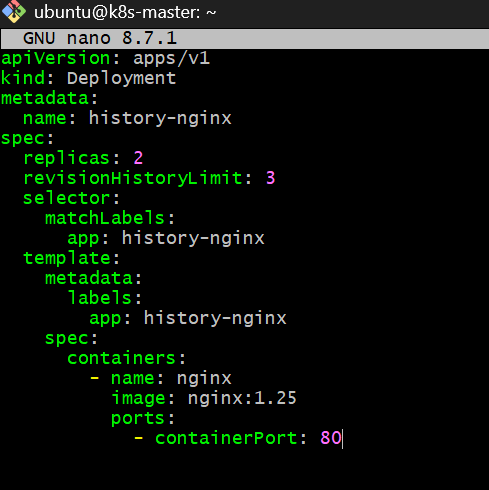 ubuntu@k8s-master: ~
GNU nano 8.7.1
apiVersion: apps/v1
kind: Deployment
metadata:
  name: history-nginx
spec:
  replicas: 2
  revisionHistoryLimit: 3
  selector:
    matchLabels:
      app: history-nginx
  template:
    metadata:
      labels:
        app: history-nginx
    spec:
      containers:
        - name: nginx
          image: nginx:1.25
          ports:
            - containerPort: 80